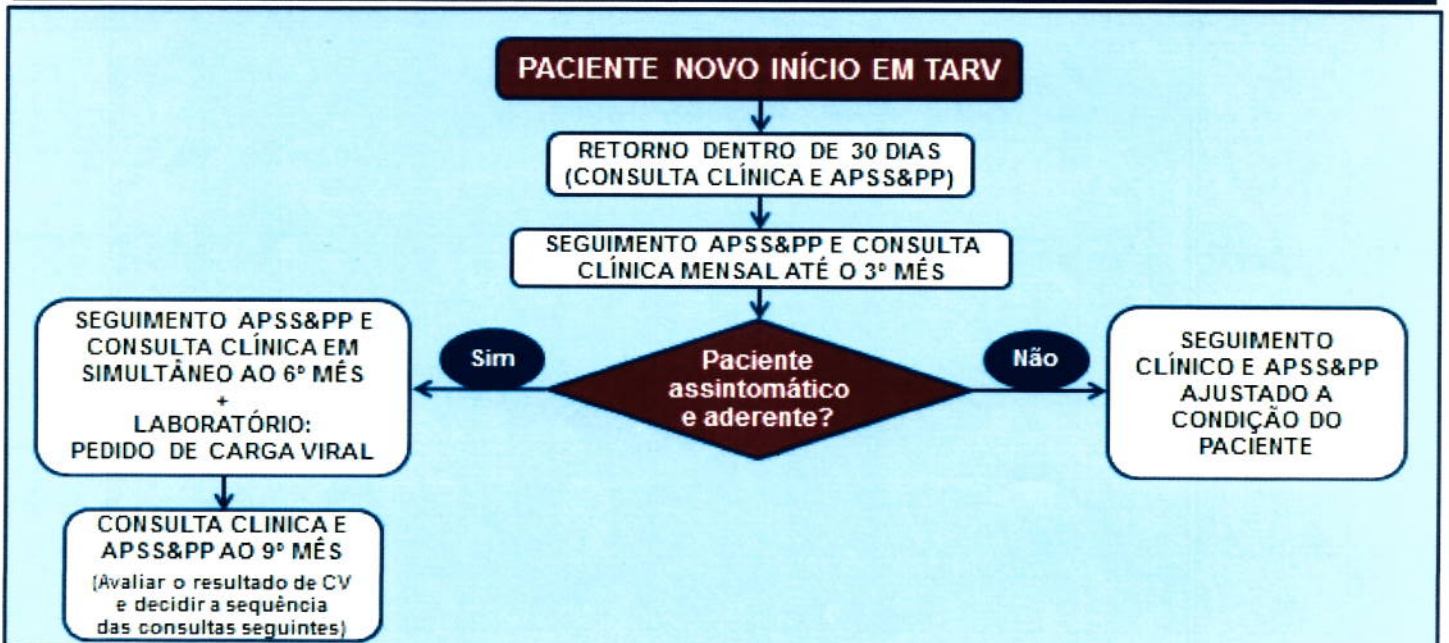 PACIENTE NOVO INÍCIO EM TARV
RETORNO DENTRO DE 30 DIAS
(CONSULTA CLÍNICA E APSS&PP)
SEGUIMENTO APSS&PP E CONSULTA
CLÍNICA MENSAL ATÉ O 3º MÊS
Paciente
assintomático
e aderente?
Sim
SEGUIMENTO APSS&PP E
CONSULTA CLÍNICA EM
SIMULTÂNEO AO 6º MÊS
+
LABORATÓRIO:
PEDIDO DE CARGA VIRAL
CONSULTA CLINICA E
APSS&PP AO 9º MÊS
(Avaliar o resultado de CV
e decidir a sequência
das consultas seguintes)
Não
SEGUIMENTO
CLÍNICO E APSS&PP
AJUSTADO A
CONDIÇÃO DO
PACIENTE